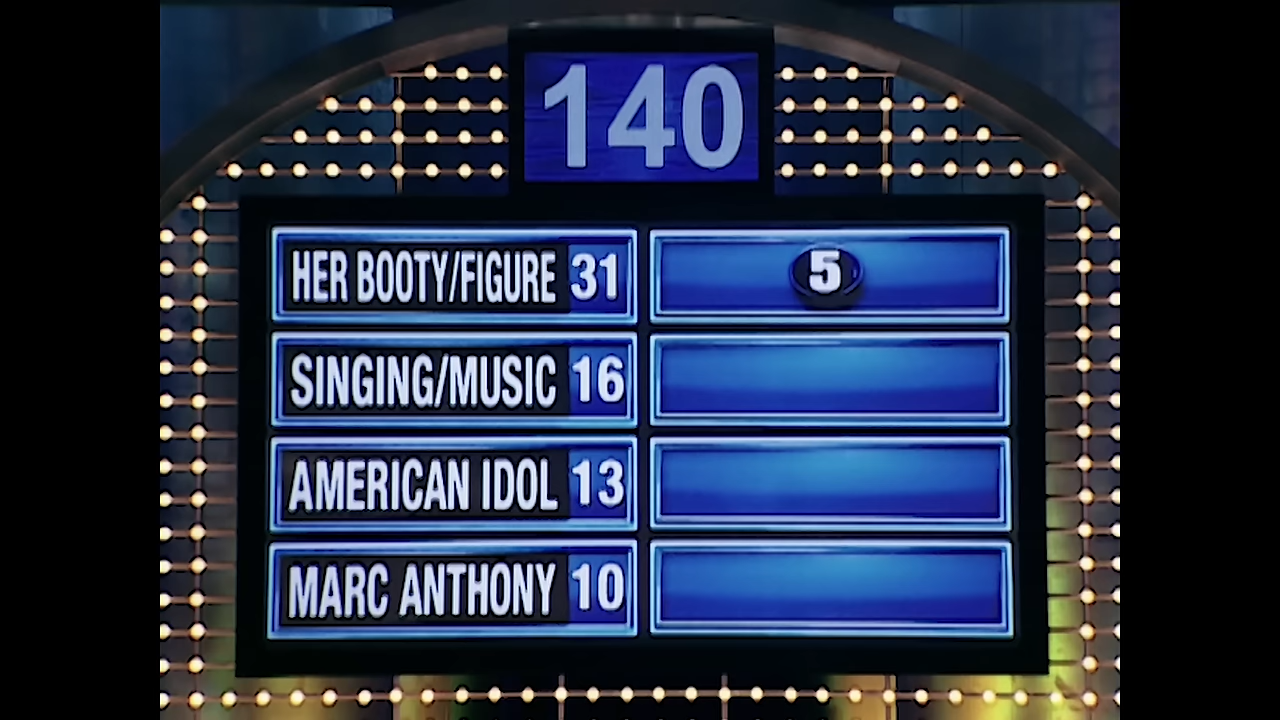 140
HER BOOTY/FIGURE 31
5
SINGING/MUSIC 16
AMERICAN IDOL 13
MARC ANTHONY 10